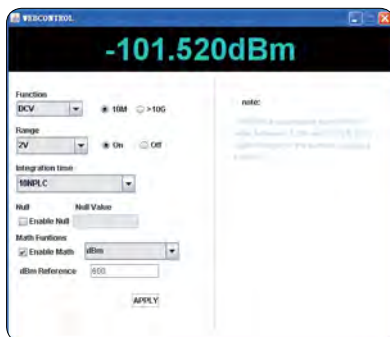 WEBCONTROL
-101.520dBm
Function
DCV 10M >10G
Range
2V On Off
Integration time
10NPLC
Null Null Value
Enable Null
Math Funtions
Enable Math dBm
dBm Reference 600
APPLY
note: